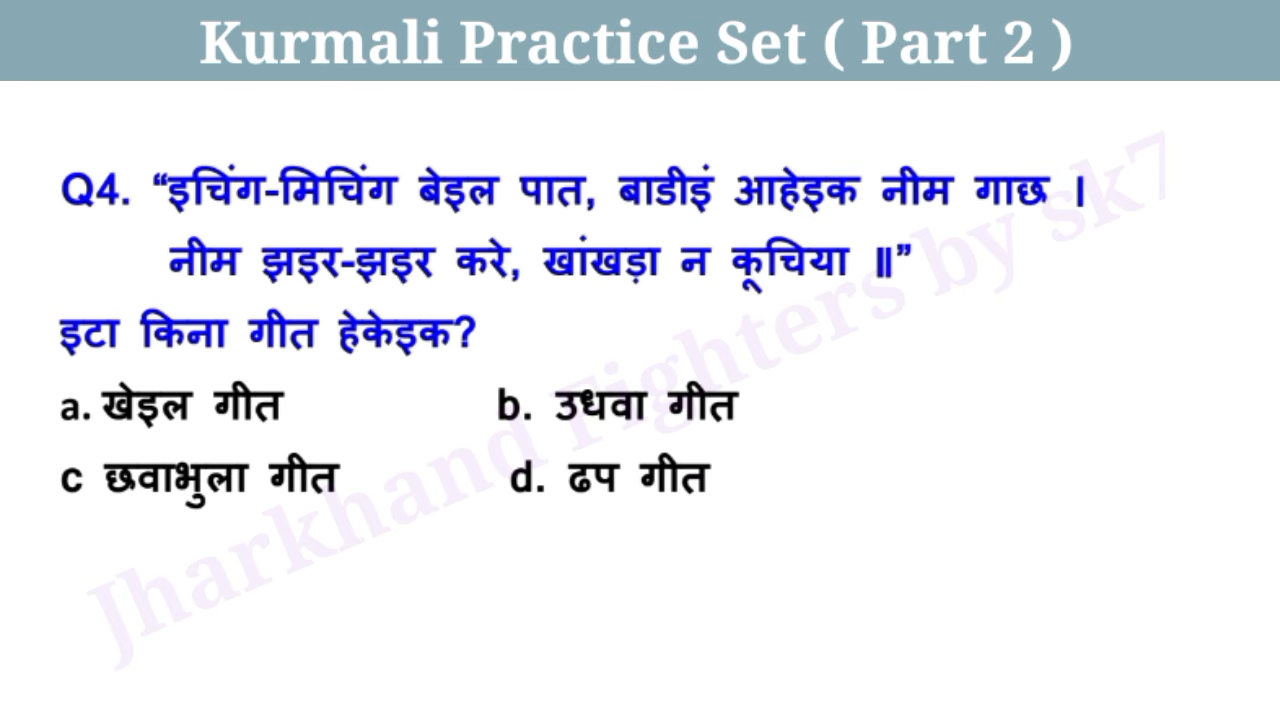 Kurmali Practice Set ( Part 2 )
Q4. “इचिंग-मिचिंग बेइल पात, बाडीइं आहेइक नीम गाछ ।
नीम झइर-झइर करे, खांखड़ा न कूचिया ॥”
इटा किना गीत हेकेइक?
a. खेइल गीत b. उधवा गीत
c छवाभुला गीत d. ढप गीत
Jharkhand Fighters by sk7